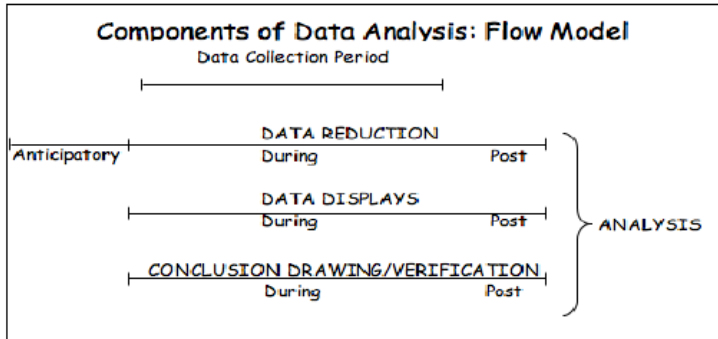 Components of Data Analysis: Flow Model
Data Collection Period
DATA REDUCTION
Anticipatory During Post
DATA DISPLAYS
During Post
ANALYSIS
CONCLUSION DRAWING/VERIFICATION
During Post